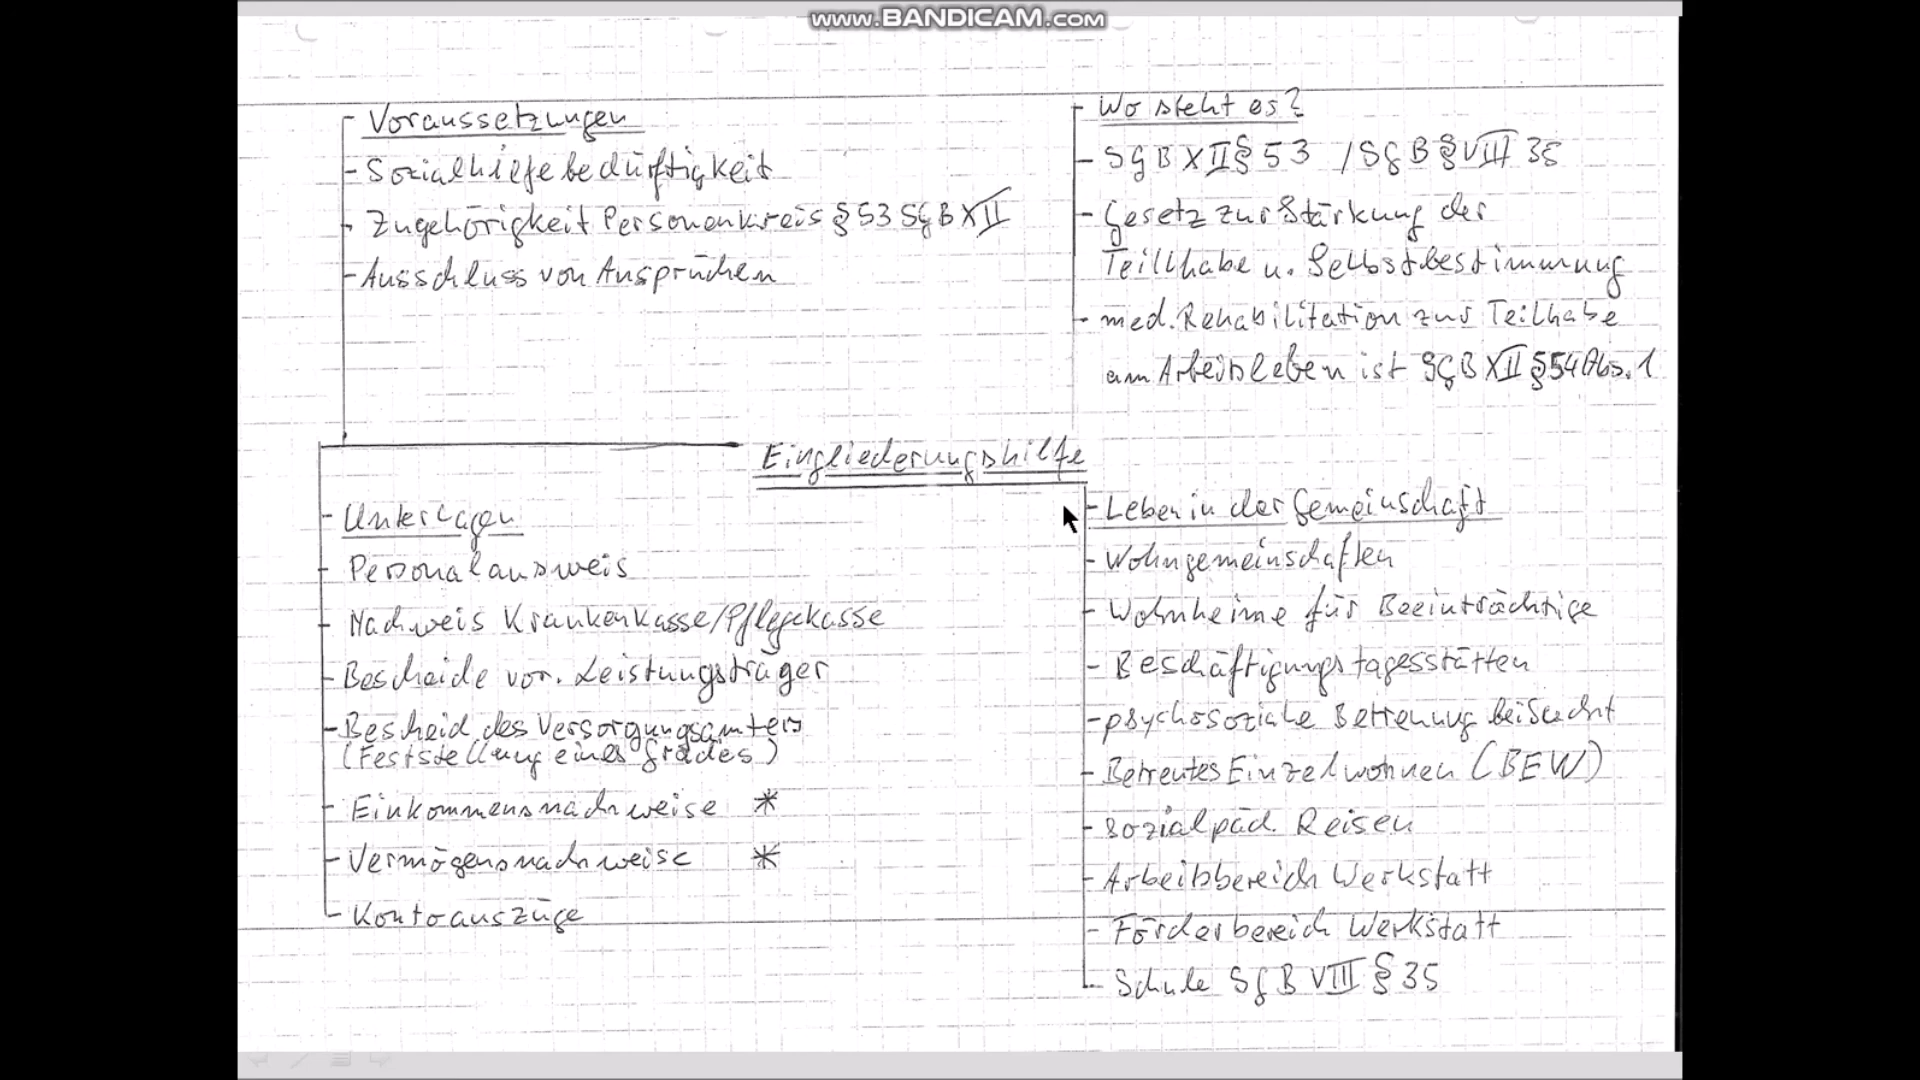 www.BANDICAM.com
- Voraussetzungen
- Sozialhilfebedürftigkeit
- Zugehörigkeit Personenkreis § 53 SGB XII
- Ausschluss von Ansprüchen
- Wo steht es?
- SGB XII § 53 / SGB § VIII 35
- Gesetz zur Stärkung der
Teillhabe u. Selbstbestimmung
- med. Rehabilitation zur Teilhabe
am Arbeitsleben ist SGB XII § 54 Abs. 1
Eingliederungshilfe
- Unterlagen
- Personalausweis
- Nachweis Krankenkasse/Pflegekasse
- Bescheide vor. Leistungsträger
- Bescheid des Versorgungsamtes
(Feststellung eines Grades)
- Einkommensnachweise *
- Vermögensnachweise *
- Kontoauszüge
- Leben in der Gemeinschaft
- Wohngemeinschaften
- Wohnheime für Beeinträchtige
- Beschäftigungstagesstätten
- psychosoziale Betreuung bei Sucht
- Betreutes Einzelwohnen (BEW)
- Sozialpäd. Reisen
- Arbeitsbereich Werkstatt
- Förderbereich Werkstatt
- Schule SGB VIII § 35